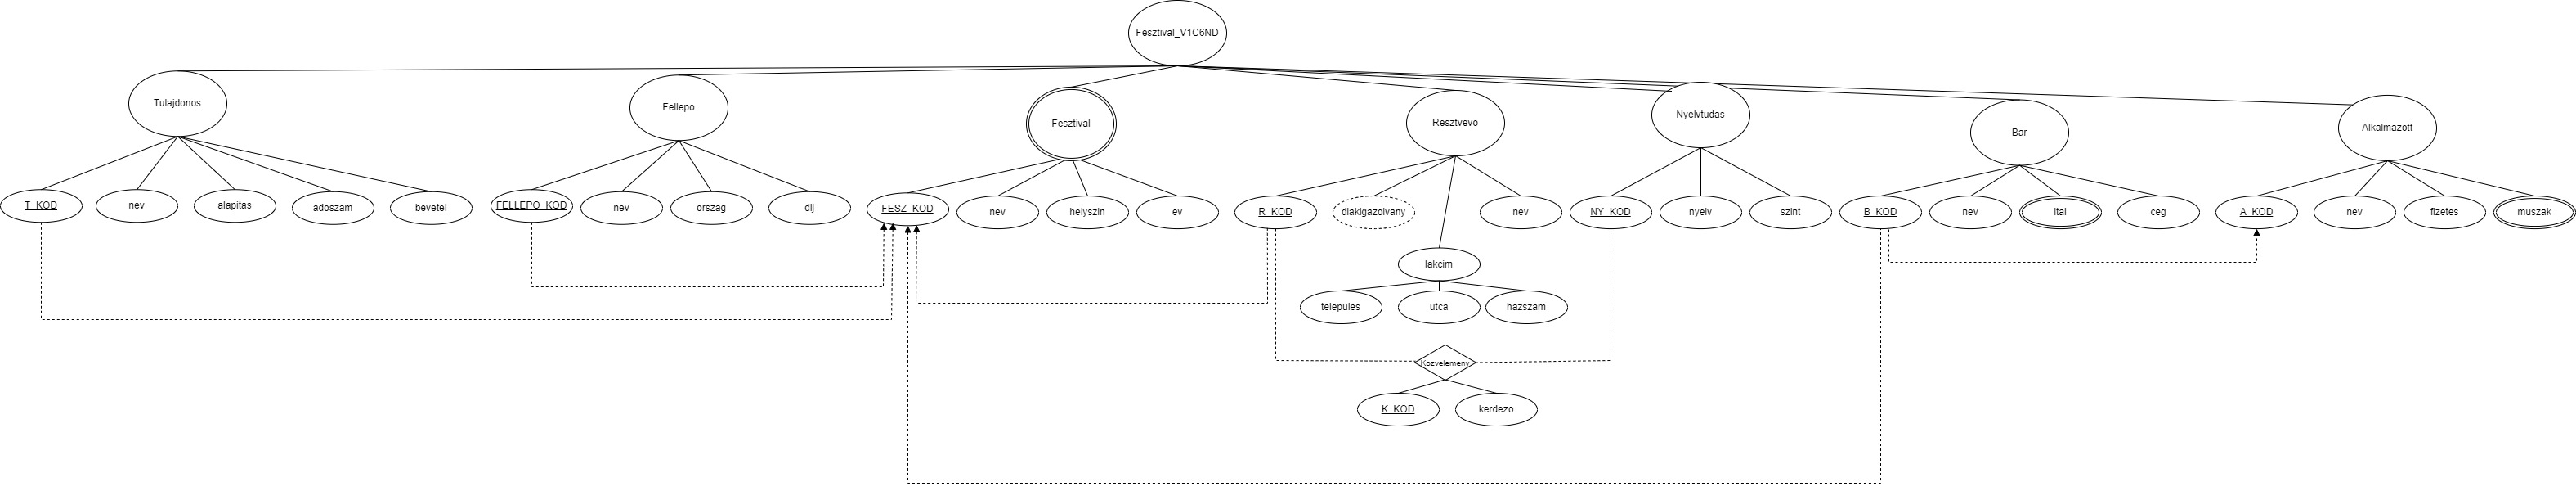 Fesztival_V1C6ND
Tulajdonos
Fellepo
Fesztival
Resztvevo
Nyelvtudas
Bar
Alkalmazott
T_KOD
nev
alapitas
adoszam
bevetel
FELLEPO_KOD
nev
orszag
dij
FESZ_KOD
nev
helyszin
ev
R_KOD
diakigazolvany
nev
NY_KOD
nyelv
szint
B_KOD
nev
ital
ceg
A_KOD
nev
fizetes
muszak
lakcim
telepules
utca
hazszam
Kozvelemeny
K_KOD
kerdezo